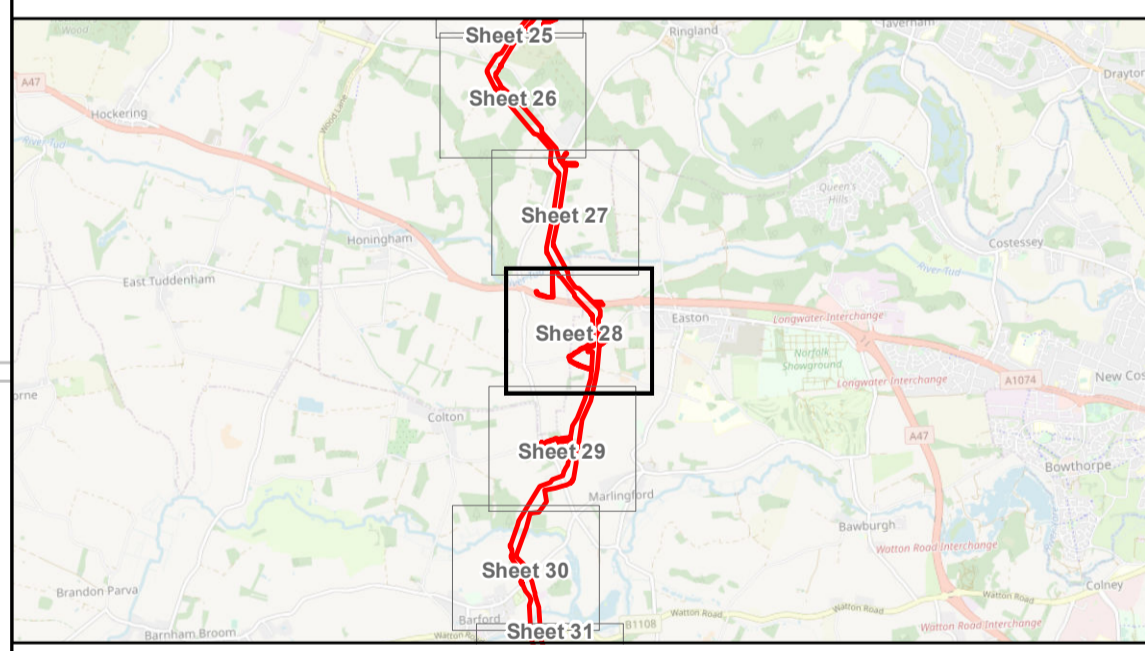 Sheet 25
Ringland
Taverham
Wood
Drayton
A47
Hockering
Wood Lane
Sheet 26
River Tud
Queen's
Hills
Sheet 27
Honingham
Costessey
East Tuddenham
River-Tud
Easton
Longwater-Interchange
Sheet 28
Norfolk
Showground
Longwater Interchange
A1074
New Cos
orne
Colton
A47
Sheet 29
Bowthorpe
Marlingford
Bawburgh
Watton Road Interchange
Sheet 30
Colney
Brandon Parva
Watton Road
Watton Road
Watton Road
Barford
B1108
Watton Road Interchange
Barnham Broom
Sheet 31